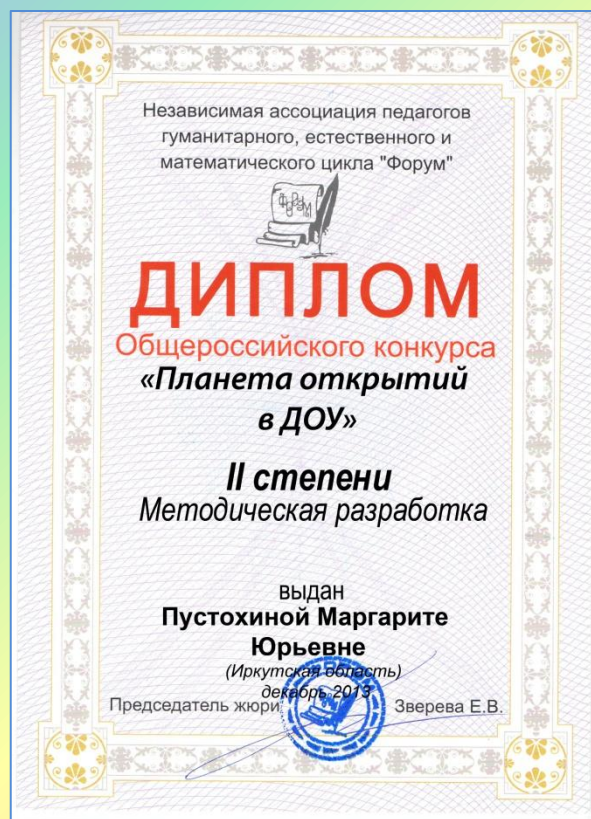 Независимая ассоциация педагогов
гуманитарного, естественного и
математического цикла "Форум"
ФОРУМ
ДИПЛОМ
Общероссийского конкурса
«Планета открытий
в ДОУ»
II степени
Методическая разработка
выдан
Пустохиной Маргарите
Юрьевне
(Иркутская область)
декабрь 2013
Председатель жюри Зверева Е.В.